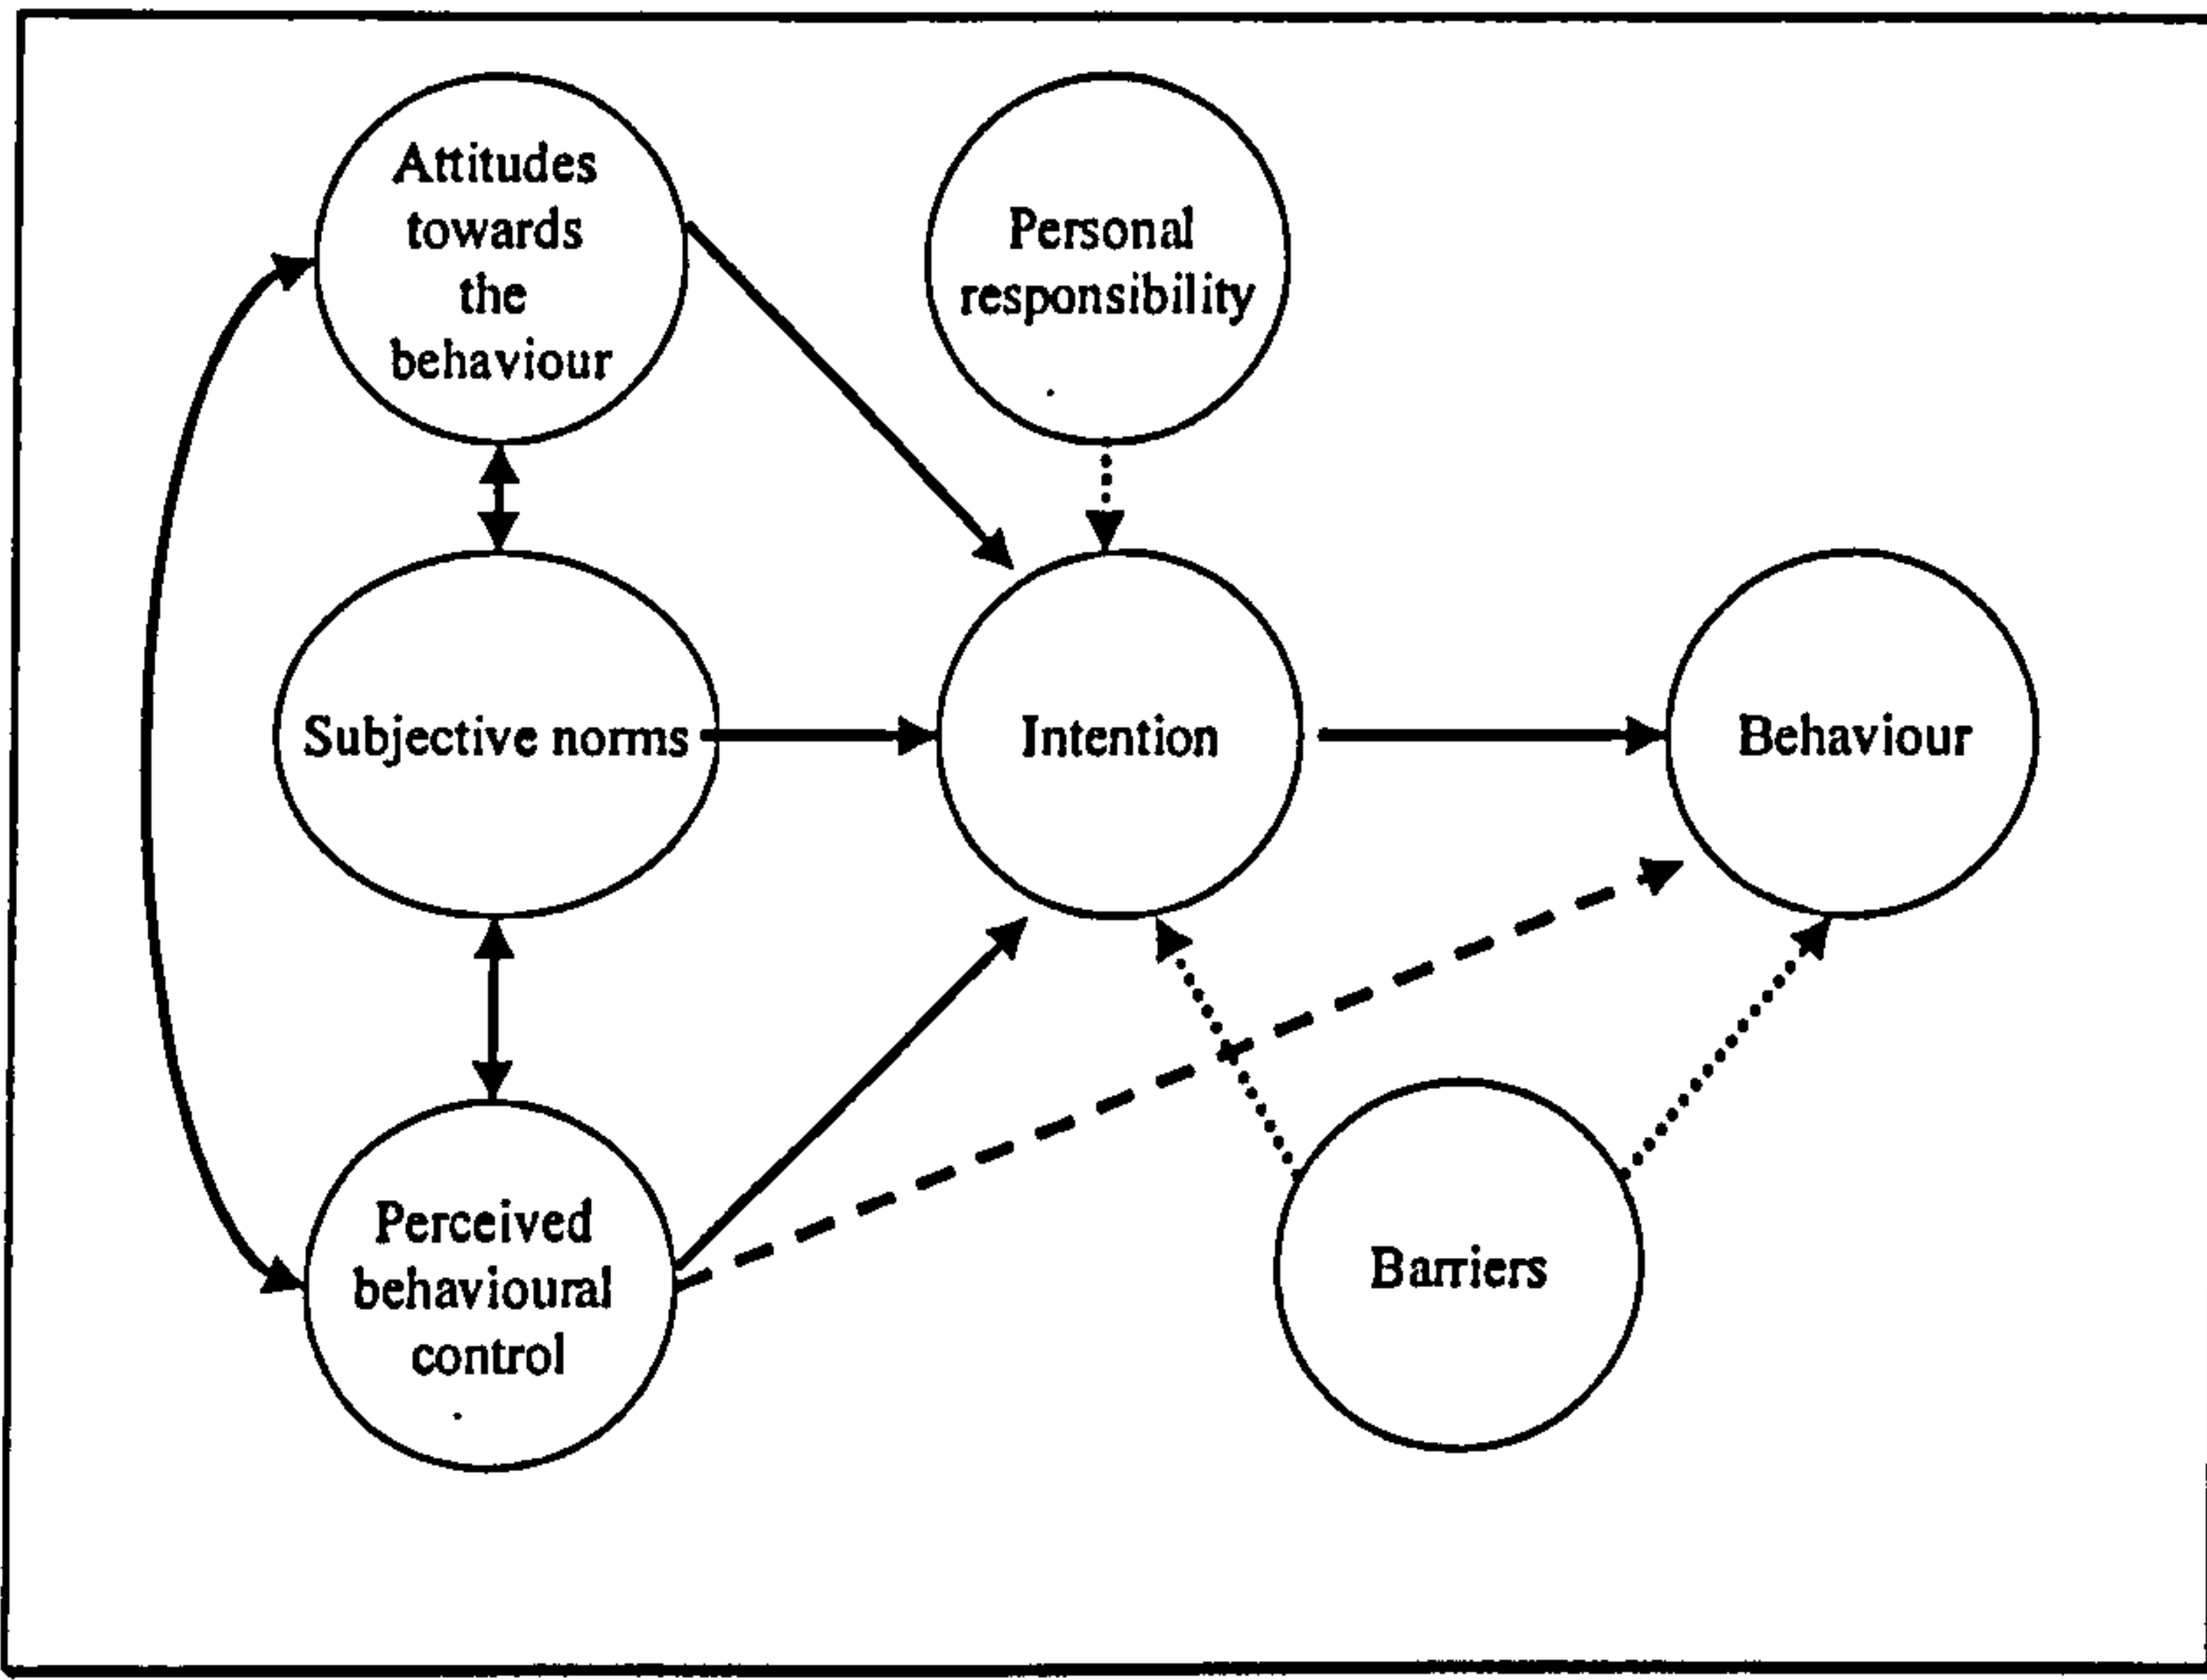 Attitudes
towards
the
behaviour
Personal
responsibility
Subjective norms
Intention
Behaviour
Perceived
behavioural
control
Barriers